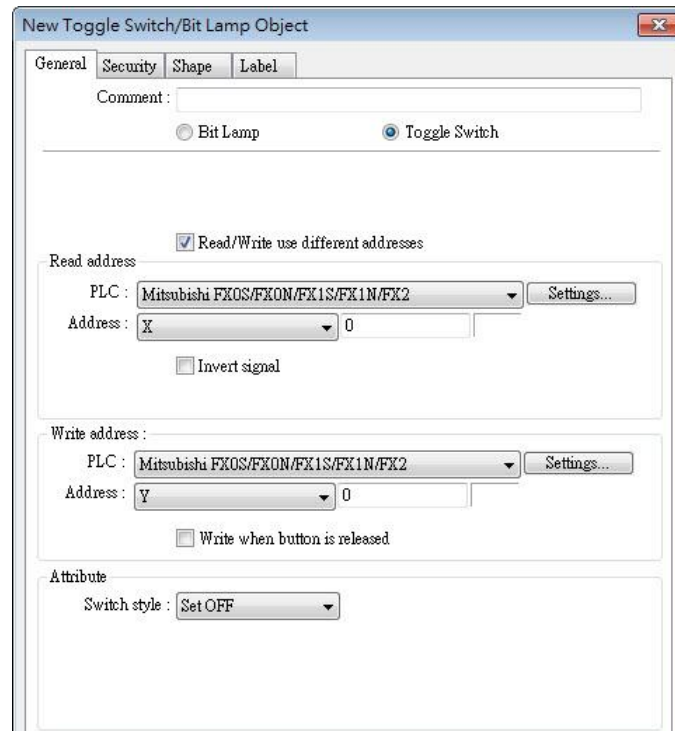 New Toggle Switch/Bit Lamp Object
General Security Shape Label
Comment :
Bit Lamp Toggle Switch
Read/Write use different addresses
Read address
PLC : Mitsubishi FX0S/FX0N/FX1S/FX1N/FX2 Settings...
Address : X 0
Invert signal
Write address :
PLC : Mitsubishi FX0S/FX0N/FX1S/FX1N/FX2 Settings...
Address : Y 0
Write when button is released
Attribute
Switch style : Set OFF